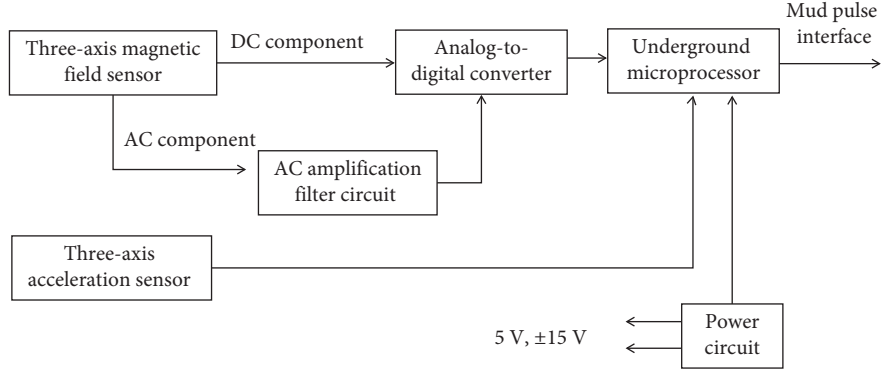 Mud pulse
interface
Three-axis magnetic
field sensor
DC component
Analog-to-
digital converter
Underground
microprocessor
AC component
AC amplification
filter circuit
Three-axis
acceleration sensor
5 V, ±15 V
Power
circuit